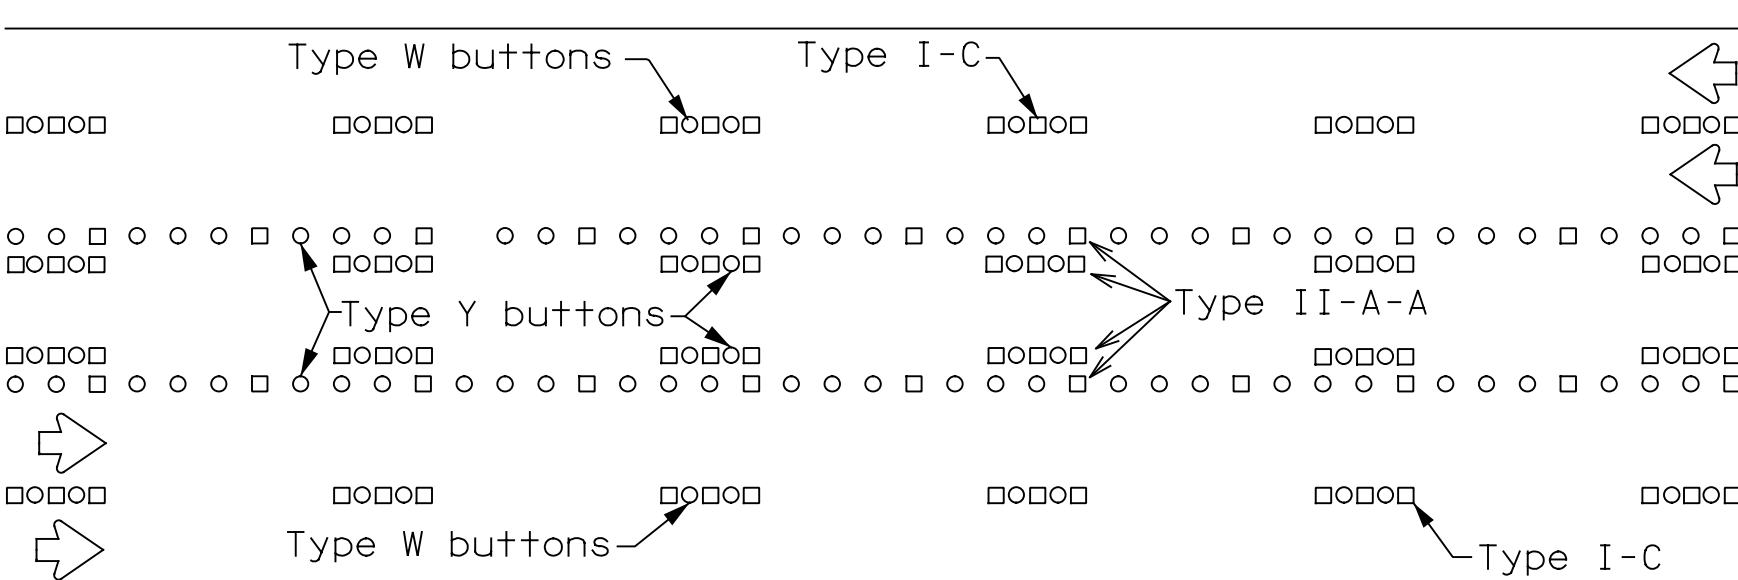 Type W buttons
Type I-C
Type Y buttons
Type II-A-A
Type W buttons
Type I-C